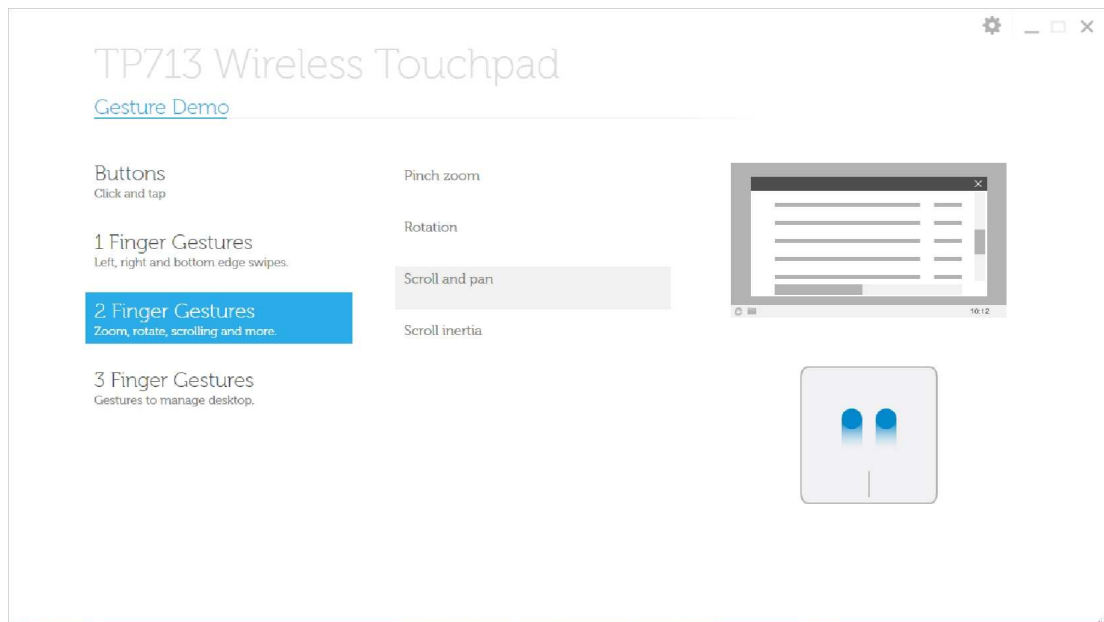 TP713 Wireless Touchpad
Gesture Demo
Buttons
Click and tap
1 Finger Gestures
Left, right and bottom edge swipes.
2 Finger Gestures
Zoom, rotate, scrolling and more.
3 Finger Gestures
Gestures to manage desktop.
Pinch zoom
Rotation
Scroll and pan
Scroll inertia
10:12